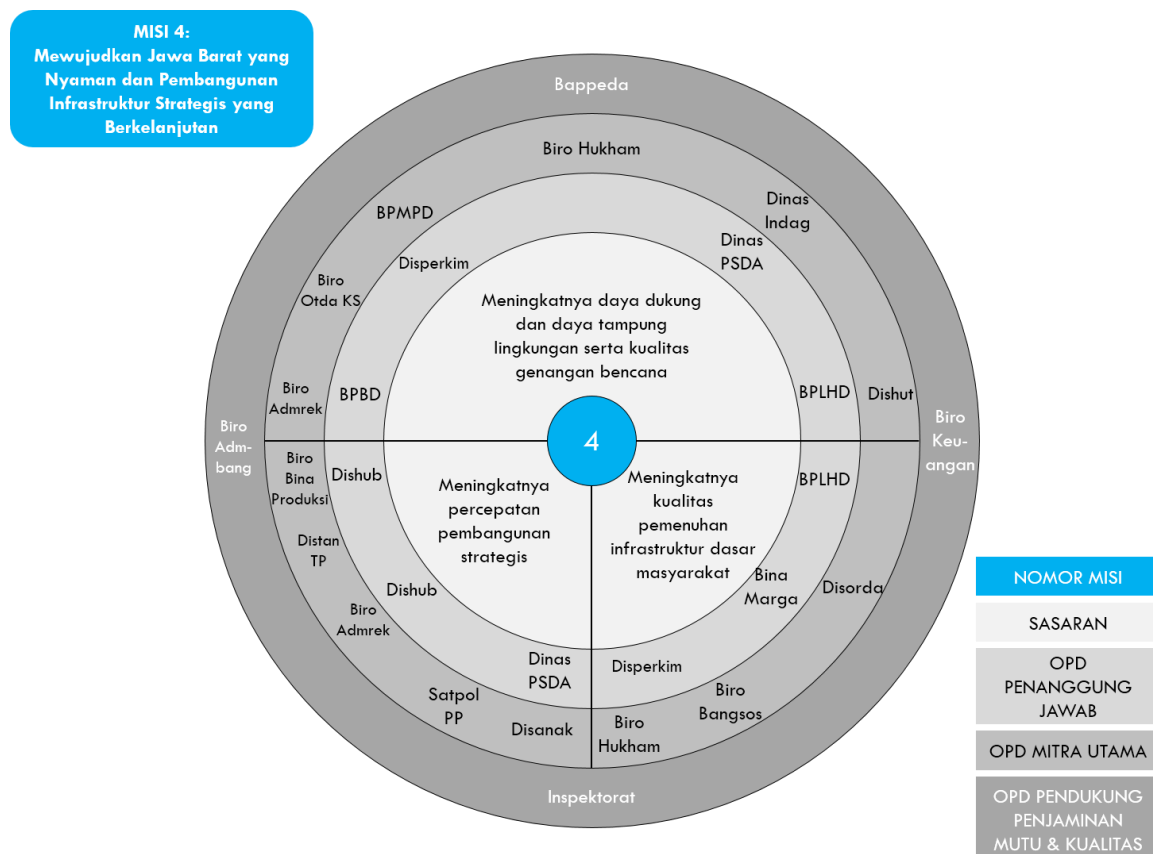 MISI 4:
Mewujudkan Jawa Barat yang
Nyaman dan Pembangunan
Infrastruktur Strategis yang
Berkelanjutan
Bappeda
Biro Hukham
BPMPD
Dinas
Indag
Disperkim
Dinas
PSDA
Biro
Otda KS
Meningkatnya daya dukung
dan daya tampung
lingkungan serta kualitas
genangan bencana
Biro
Admrek
BPBD
BPLHD
Dishut
Biro
Adm-
bang
4
Biro
Keu-
angan
Biro
Bina
Produksi
Dishub
Meningkatnya
percepatan
pembangunan
strategis
Meningkatnya
kualitas
pemenuhan
infrastruktur dasar
masyarakat
BPLHD
Distan
TP
Dishub
Bina
Marga
Disorda
Biro
Admrek
Dinas
PSDA
Disperkim
Satpol
PP
Disanak
Biro
Hukham
Biro
Bangsos
Inspektorat
NOMOR MISI
SASARAN
OPD
PENANGGUNG
JAWAB
OPD MITRA UTAMA
OPD PENDUKUNG
PENJAMINAN
MUTU & KUALITAS